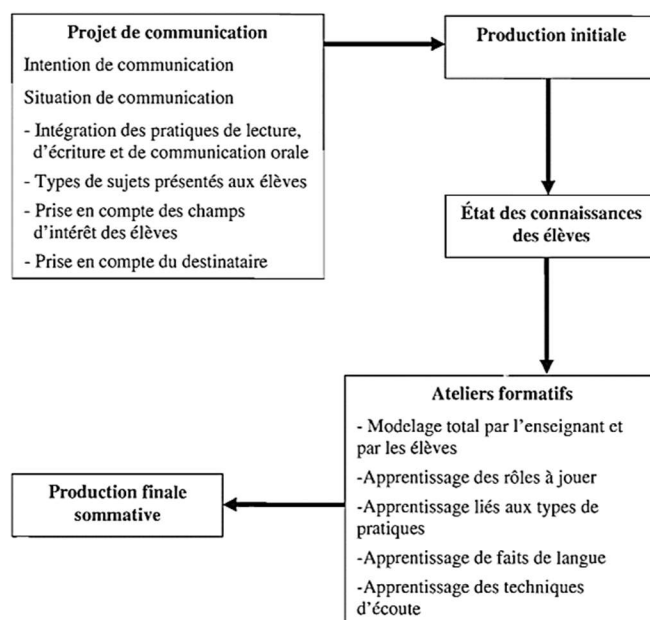 Projet de communication
Intention de communication
Situation de communication
- Intégration des pratiques de lecture,
d'écriture et de communication orale
- Types de sujets présentés aux élèves
- Prise en compte des champs
d'intérêt des élèves
- Prise en compte du destinataire
Production initiale
État des connaissances
des élèves
Ateliers formatifs
- Modelage total par l'enseignant et
par les élèves
-Apprentissage des rôles à jouer
-Apprentissage liés aux types de
pratiques
-Apprentissage de faits de langue
-Apprentissage des techniques
d'écoute
Production finale
sommative